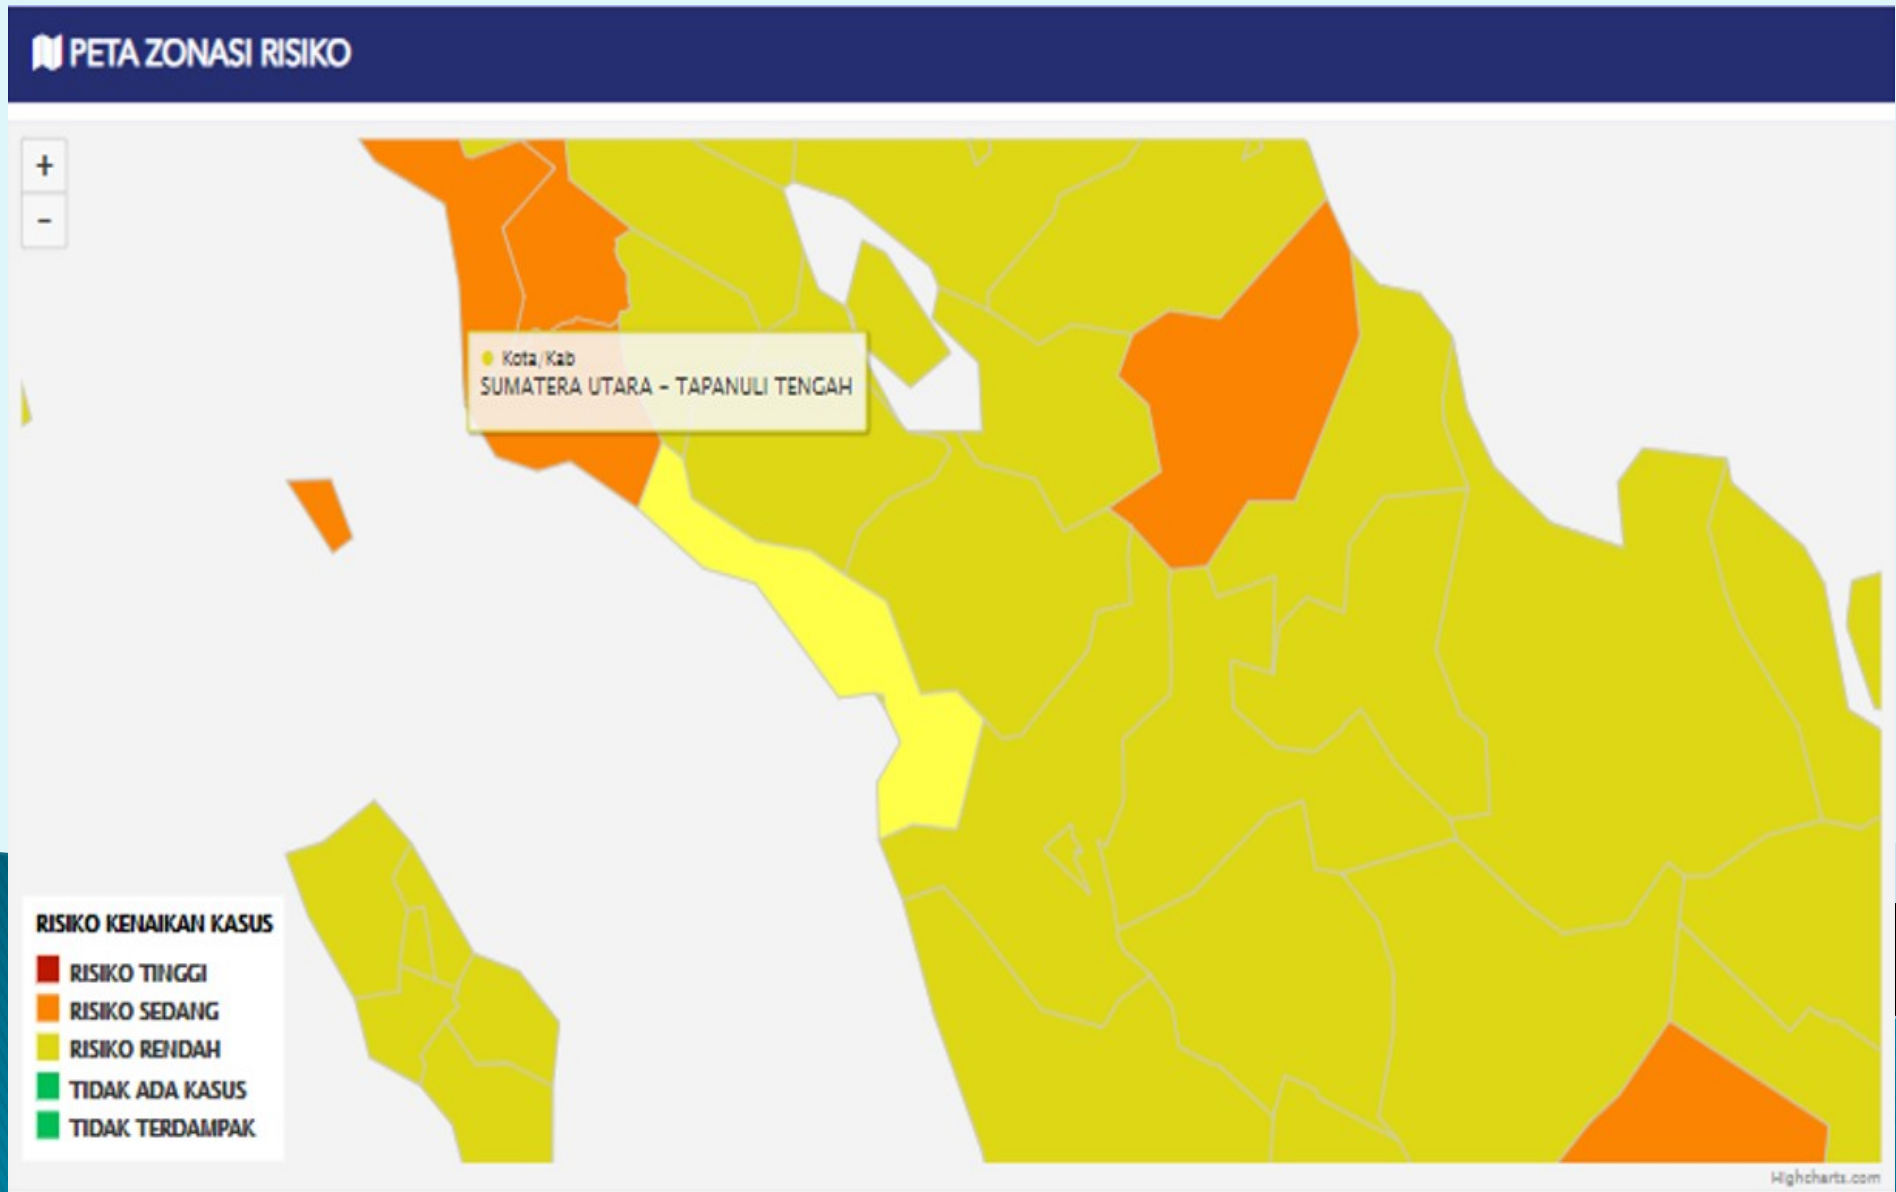 PETA ZONASI RISIKO
+
-
Kota/Kab
SUMATERA UTARA - TAPANULI TENGAH
RISIKO KENAIKAN KASUS
RISIKO TINGGI
RISIKO SEDANG
RISIKO RENDAH
TIDAK ADA KASUS
TIDAK TERDAMPAK
Highcharts.com